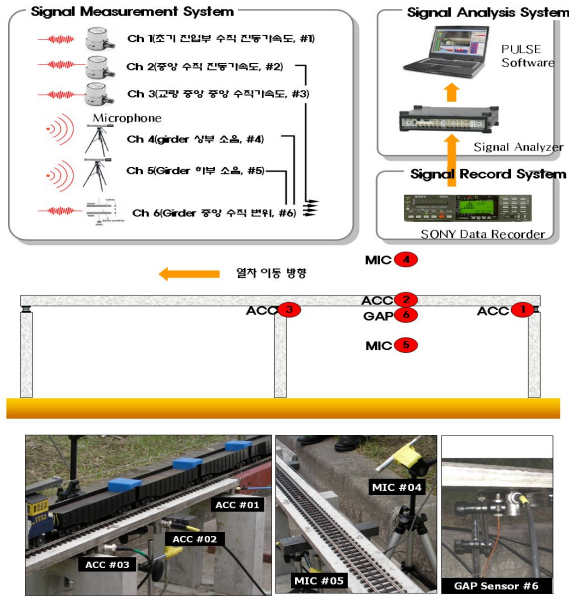 Signal Measurement System
Ch 1(초기 진입부 수직 진동가속도, #1)
Ch 2(중앙 수직 진동가속도, #2)
Ch 3(교량 중앙 중앙 수직가속도, #3)
Microphone
Ch 4(girder 상부 소음, #4)
Ch 5(Girder 하부 소음, #5)
Ch 6(Girder 중앙 수직 변위, #6)
Signal Analysis System
PULSE
Software
Signal Analyzer
Signal Record System
SONY Data Recorder
열차 이동 방향
MIC 4
ACC 2
GAP 6
ACC 3
ACC 1
MIC 5
ACC #01
ACC #02
ACC #03
MIC #04
MIC #05
GAP Sensor #6